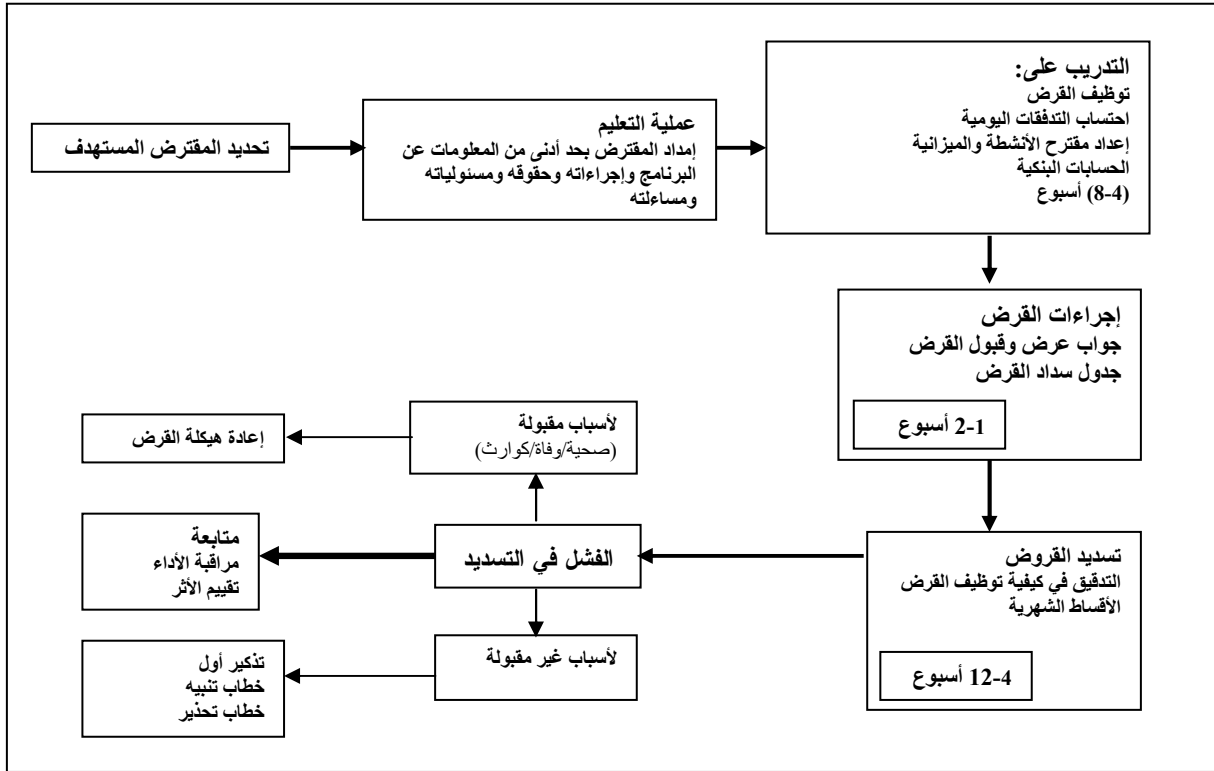 تحديد المقترض المستهدف
عملية التعليم
إمداد المقترض بحد أدنى من المعلومات عن
البرنامج وإجراءاته وحقوقه ومسئولياته
ومساءلته
التدريب على:
توظيف القرض
احتساب التدفقات اليومية
إعداد مقترح الأنشطة والميزانية
الحسابات البنكية
(8-4) أسبوع
إجراءات القرض
جواب عرض وقبول القرض
جدول سداد القرض
2-1 أسبوع
تسديد القروض
التدقيق في كيفية توظيف القرض
الأقساط الشهرية
12-4 أسبوع
الفشل في التسديد
لأسباب مقبولة
(صحية/وفاة/كوارث)
إعادة هيكلة القرض
متابعة
مراقبة الأداء
تقييم الأثر
لأسباب غير مقبولة
تذكير أول
خطاب تنبيه
خطاب تحذير